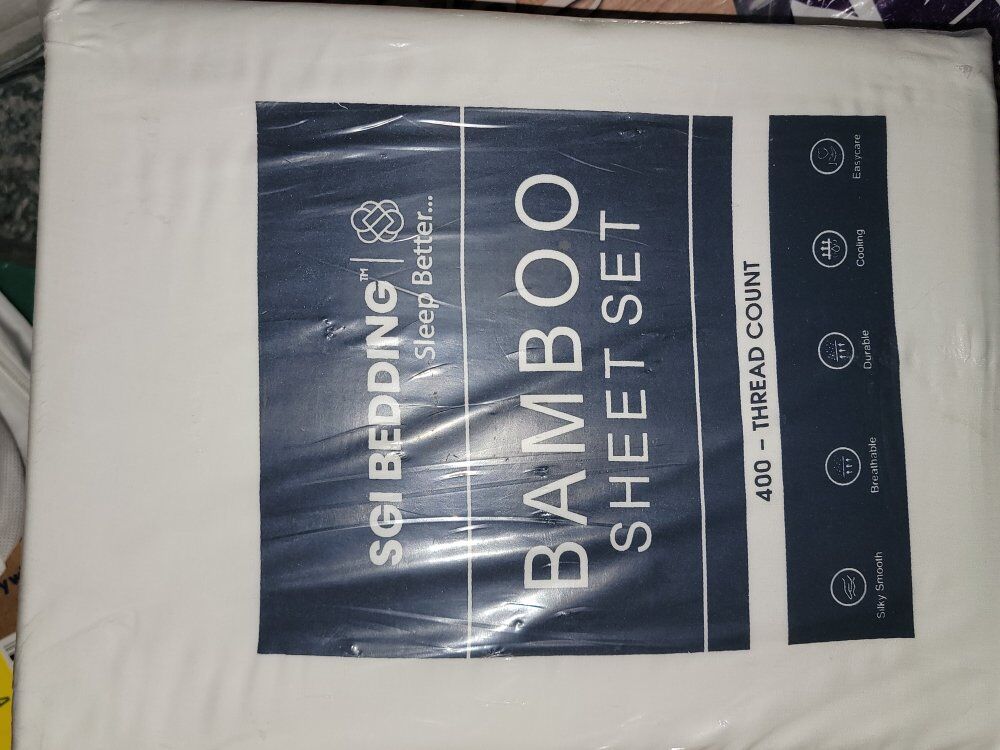 SGI BEDDING™
Sleep Better...
BAMBOO
SHEET SET
400 - THREAD COUNT
Silky Smooth
Breathable
Durable
Cooling
Easycare